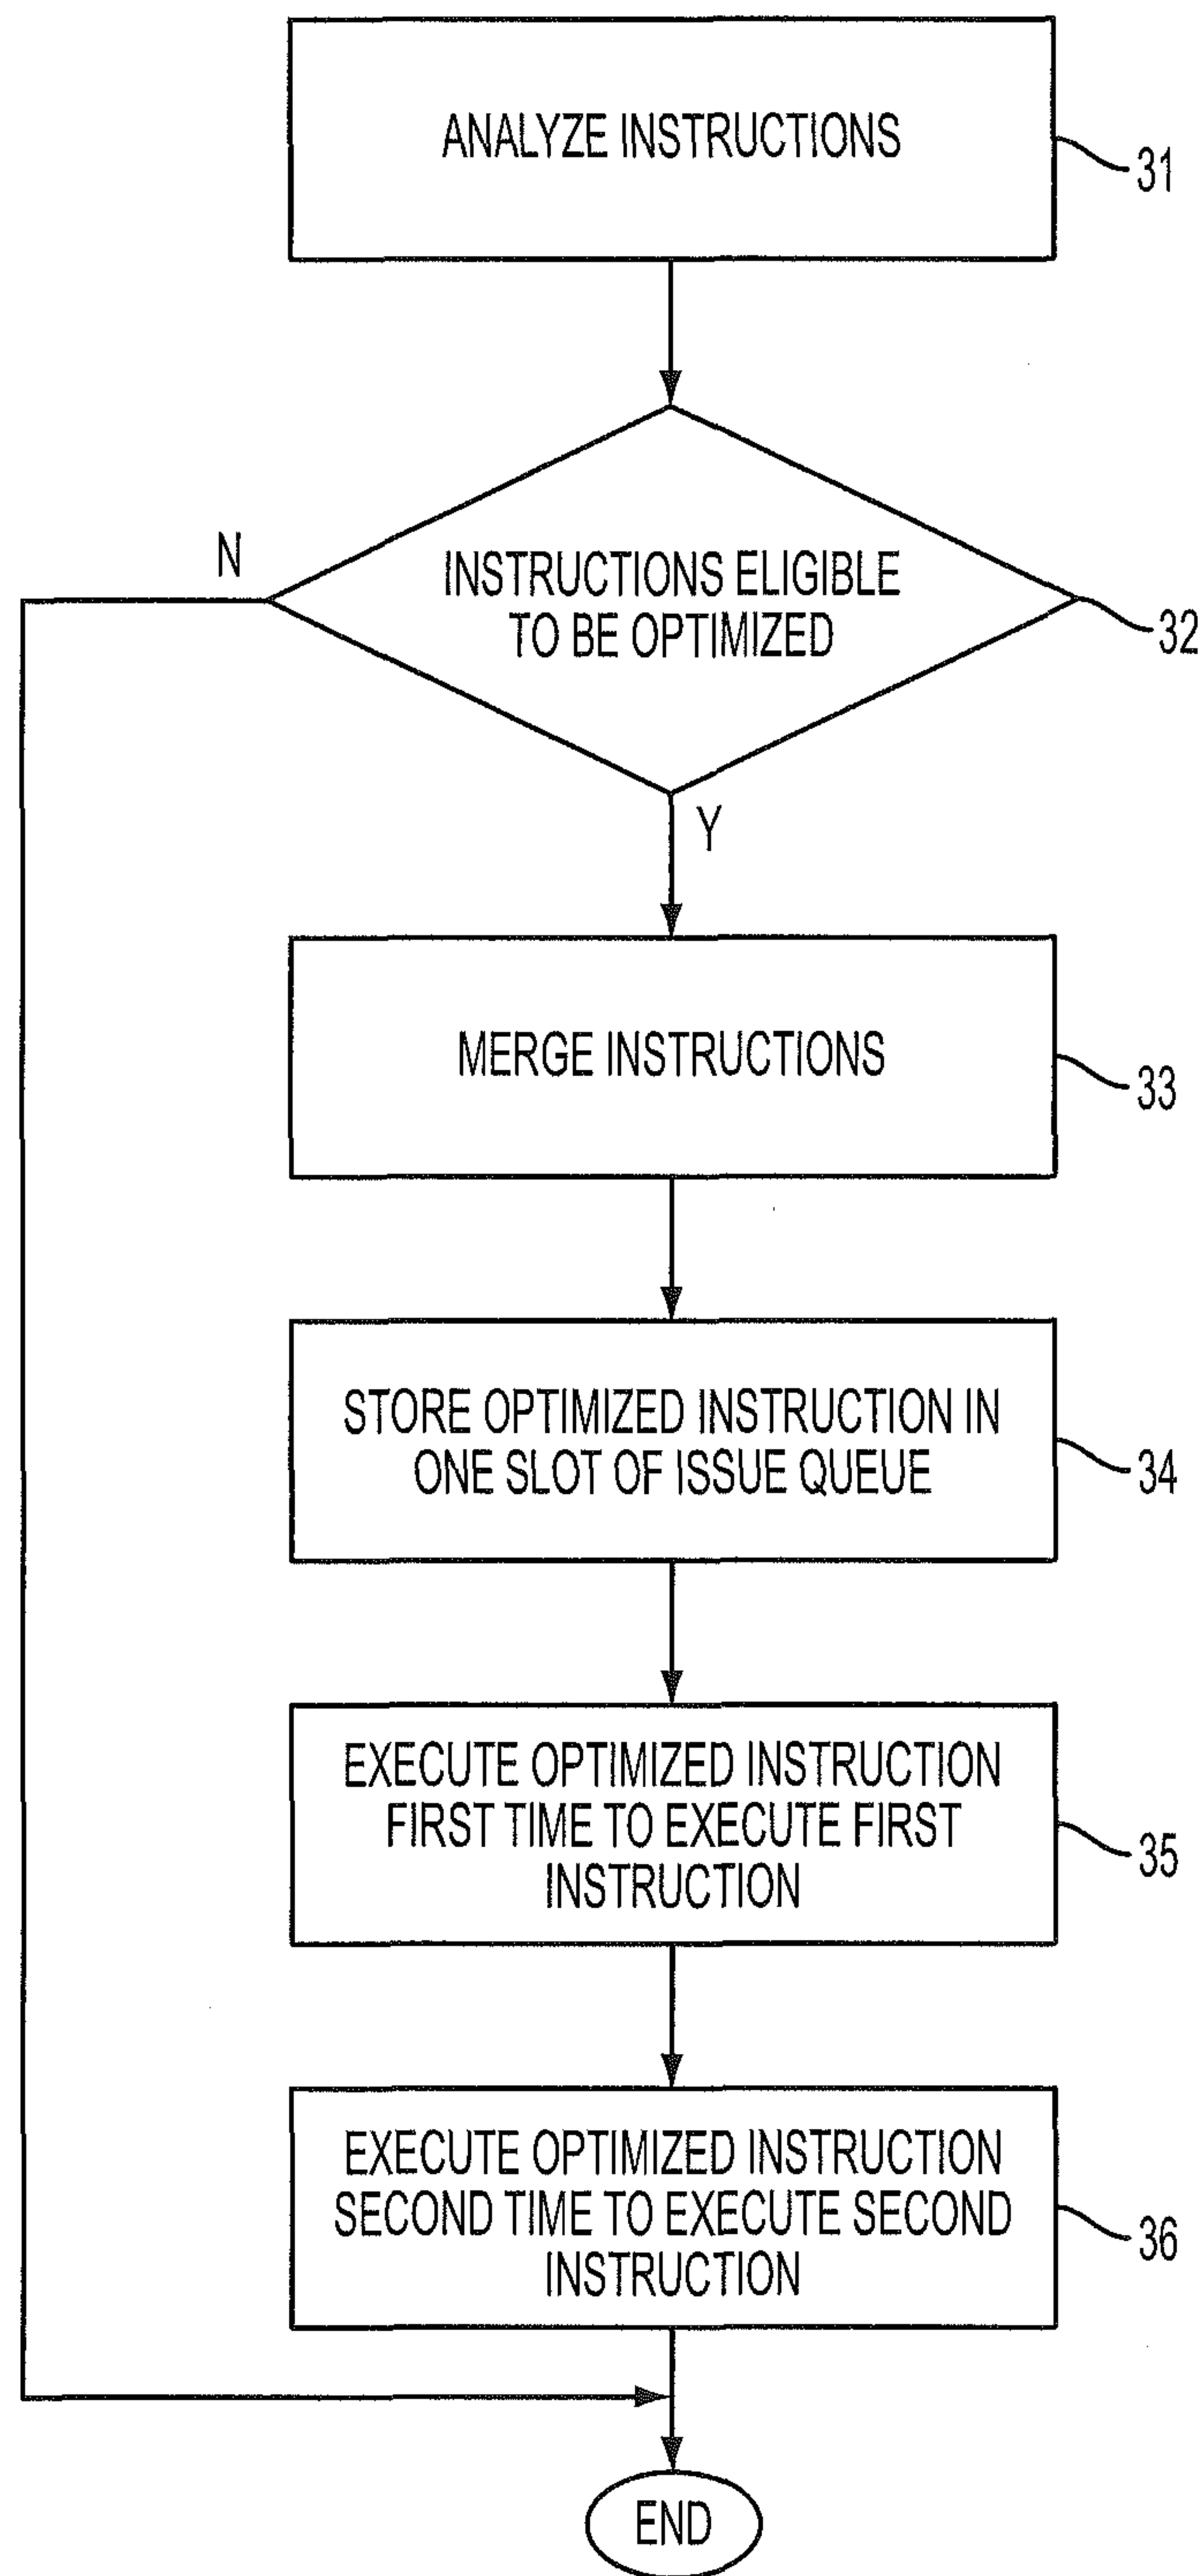 ANALYZE INSTRUCTIONS
31
N
INSTRUCTIONS ELIGIBLE
TO BE OPTIMIZED
32
Y
MERGE INSTRUCTIONS
33
STORE OPTIMIZED INSTRUCTION IN
ONE SLOT OF ISSUE QUEUE
34
EXECUTE OPTIMIZED INSTRUCTION
FIRST TIME TO EXECUTE FIRST
INSTRUCTION
35
EXECUTE OPTIMIZED INSTRUCTION
SECOND TIME TO EXECUTE SECOND
INSTRUCTION
36
END